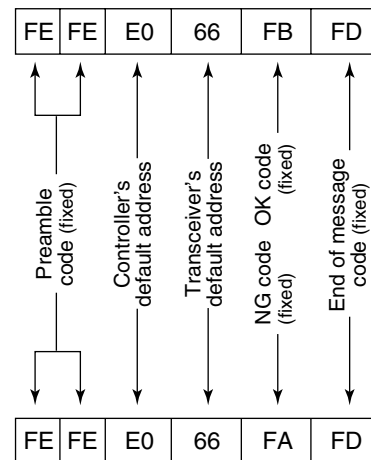 FE FE E0 66 FB FD
Preamble
code (fixed)
Controller's
default address
Transceiver's
default address
OK code
(fixed)
NG code
(fixed)
End of message
code (fixed)
FE FE E0 66 FA FD